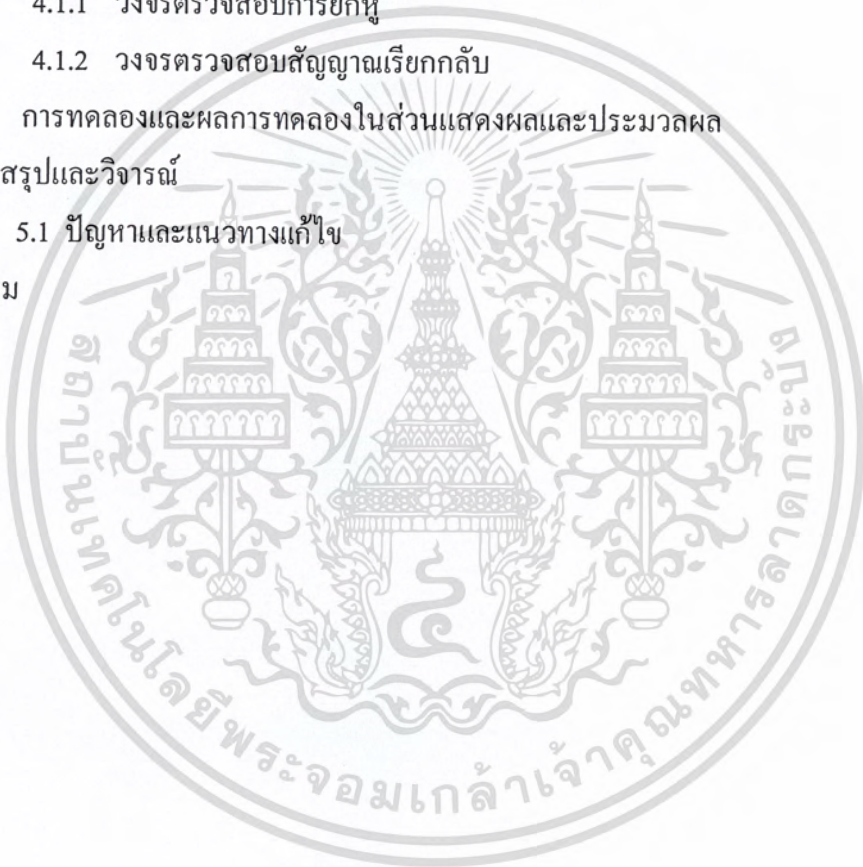 4.1.1 วงจรตรวจสอบการยกหู
4.1.2 วงจรตรวจสอบสัญญาณเรียกกลับ
การทดลองและผลการทดลองในส่วนแสดงผลและประมวลผล
สรุปและวิจารณ์
5.1 ปัญหาและแนวทางแก้ไข
ม
สถาบันเทคโนโลยีพระจอมเกล้าเจ้าคุณทหารลาดกระบัง